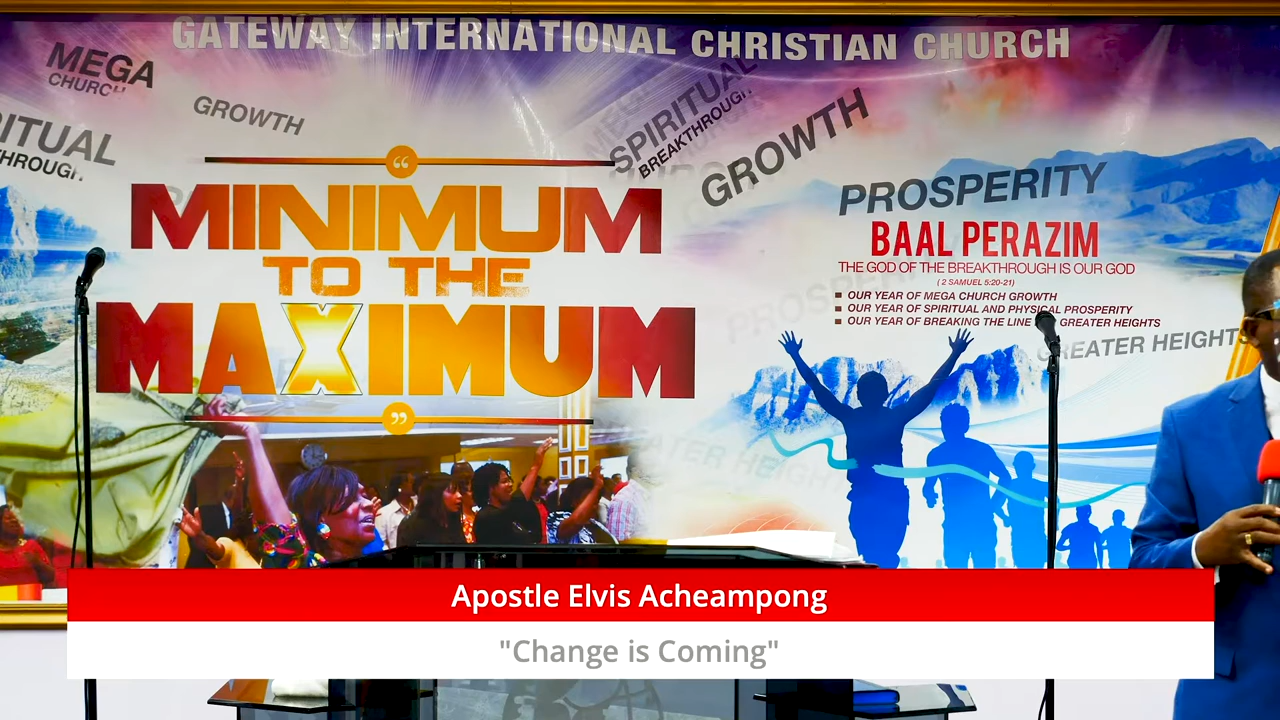 GATEWAY INTERNATIONAL CHRISTIAN CHURCH
MEGA
CHURCH
GROWTH
SPIRITUAL
BREAKTHROUGH
GROWTH
ITUAL
THROUGH
“
MINIMUM
TO THE
MAXIMUM
”
PROSPERITY
BAAL PERAZIM
THE GOD OF THE BREAKTHROUGH IS OUR GOD
( 2 SAMUEL 5:20-21)
OUR YEAR OF MEGA CHURCH GROWTH
OUR YEAR OF SPIRITUAL AND PHYSICAL PROSPERITY
OUR YEAR OF BREAKING THE LINE GREATER HEIGHTS
GREATER HEIGHTS
PROSPER
Apostle Elvis Acheampong
"Change is Coming"